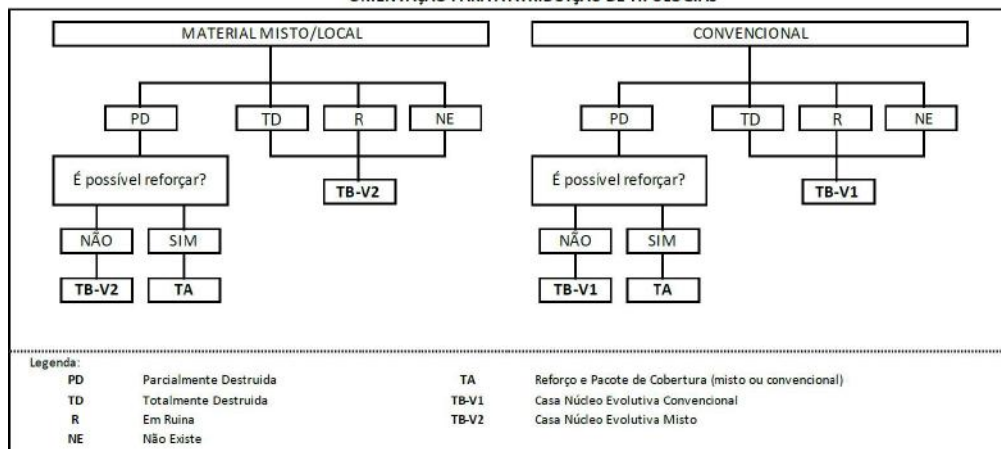 MATERIAL MISTO/LOCAL CONVENCIONAL
PD TD R NE PD TD R NE
É possível reforçar? TB-V2 É possível reforçar? TB-V1
NÃO SIM NÃO SIM
TB-V2 TA TB-V1 TA
Legenda:
PD Parcialmente Destruida TA Reforço e Pacote de Cobertura (misto ou convencional)
TD Totalmente Destruida TB-V1 Casa Núcleo Evolutiva Convencional
R Em Ruina TB-V2 Casa Núcleo Evolutiva Misto
NE Não Existe